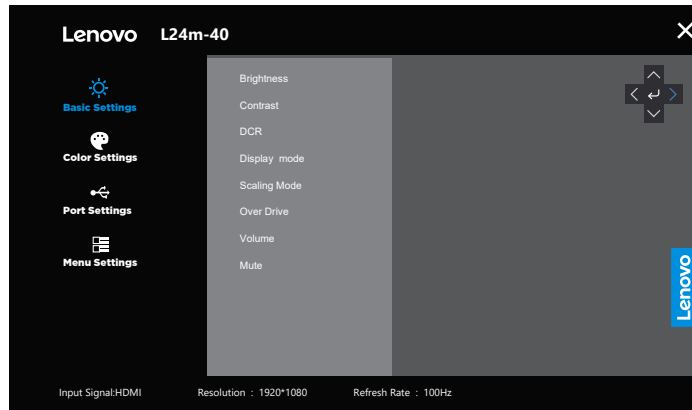 Lenovo L24m-40
Basic Settings
Color Settings
Port Settings
Menu Settings
Brightness
Contrast
DCR
Display mode
Scaling Mode
Over Drive
Volume
Mute
Lenovo
Input Signal:HDMI Resolution : 1920*1080 Refresh Rate : 100Hz